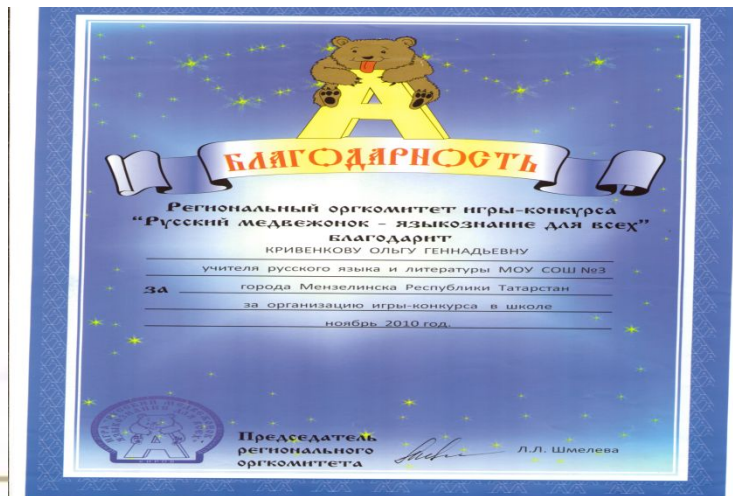 А
БЛАГОДАРНОСТЬ
Региональный оргкомитет игры-конкурса
“Русский медвежонок – языкознание для всех”
благодарит
КРИВЕНКОВУ ОЛЬГУ ГЕННАДЬЕВНУ
учителя русского языка и литературы МОУ СОШ №3
за города Мензелинска Республики Татарстан
за организацию игры-конкурса в школе
ноябрь 2010 год.
Председатель
регионального
оргкомитета
Л.Л. Шмелева